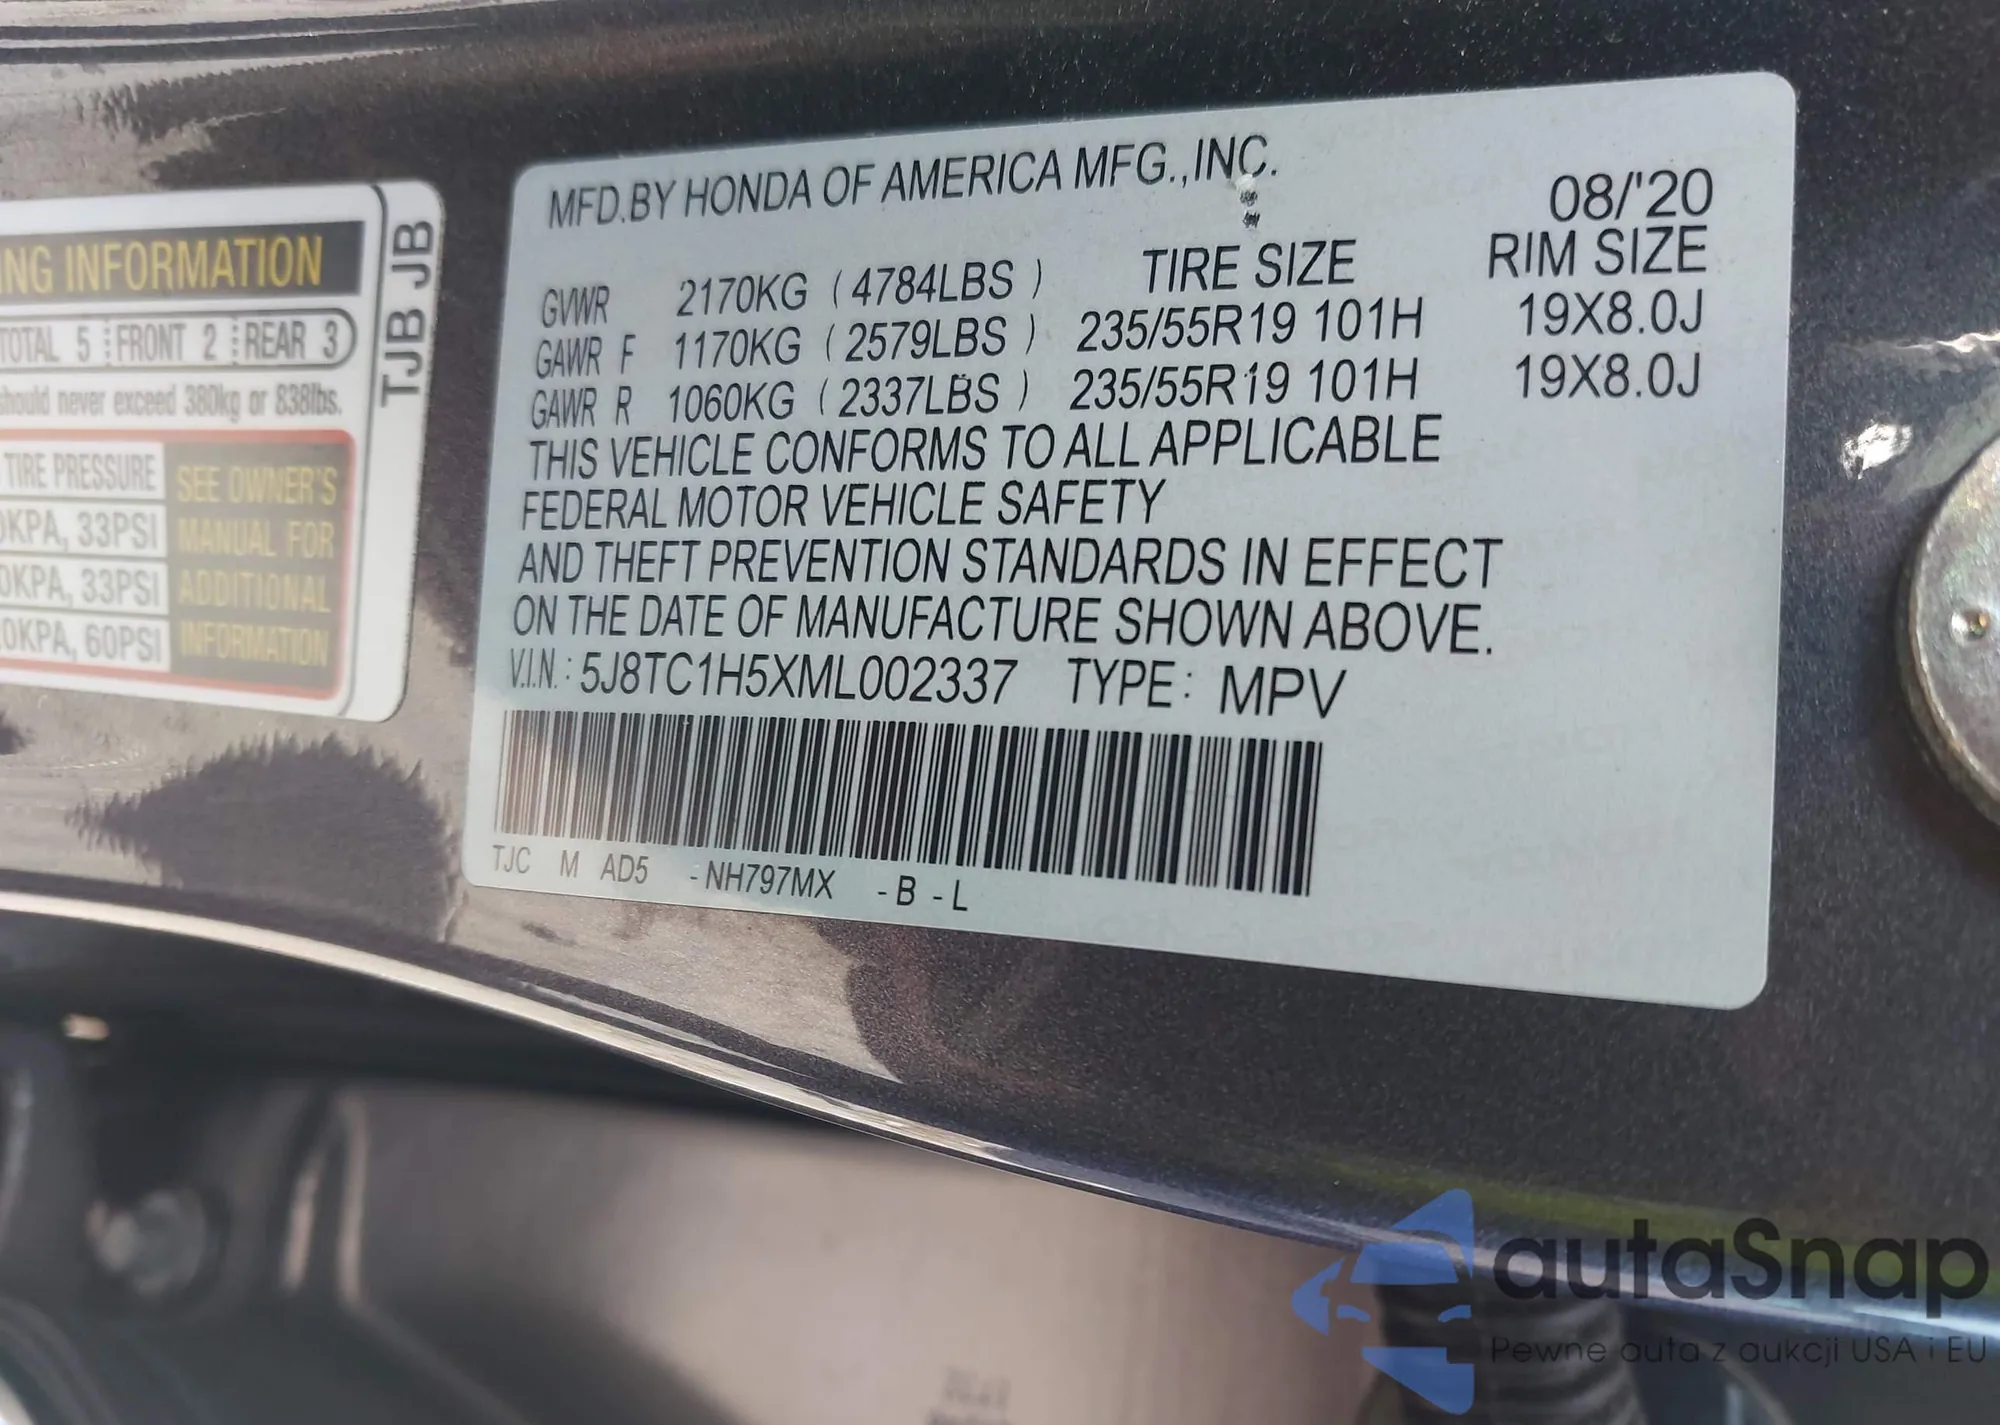 NG INFORMATION
TOTAL 5 FRONT 2 REAR 3
should never exceed 380kg or 838lbs.
TIRE PRESSURE
0KPA, 33PSI
0KPA, 33PSI
0KPA, 60PSI
SEE OWNER'S
MANUAL FOR
ADDITIONAL
INFORMATION
TJB JB
MFD.BY HONDA OF AMERICA MFG.,INC.
08/'20
GVWR 2170KG (4784LBS) TIRE SIZE RIM SIZE
GAWR F 1170KG (2579LBS) 235/55R19 101H 19X8.0J
GAWR R 1060KG (2337LBS) 235/55R19 101H 19X8.0J
THIS VEHICLE CONFORMS TO ALL APPLICABLE
FEDERAL MOTOR VEHICLE SAFETY
AND THEFT PREVENTION STANDARDS IN EFFECT
ON THE DATE OF MANUFACTURE SHOWN ABOVE.
V.I.N.: 5J8TC1H5XML002337 TYPE: MPV
TJC M AD5 -NH797MX -B -L
autaSnap
Pewne auta z aukcji USA i EU